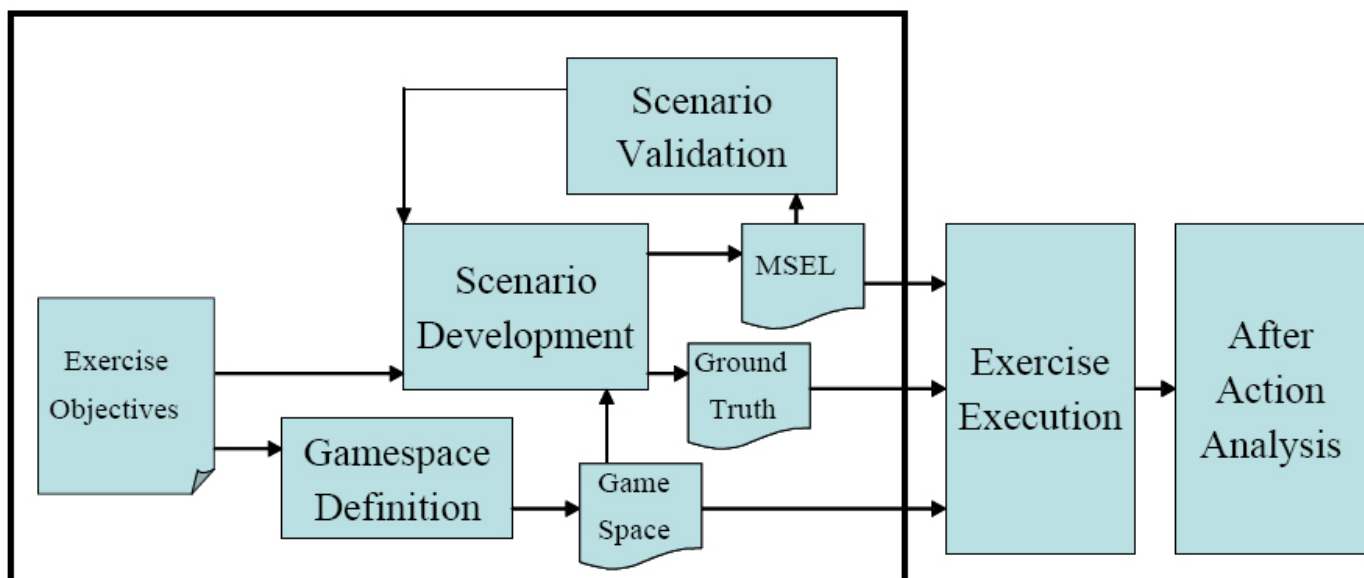 Scenario
Validation
Scenario
Development
MSEL
Exercise
Objectives
Ground
Truth
Gamespace
Definition
Game
Space
Exercise
Execution
After
Action
Analysis